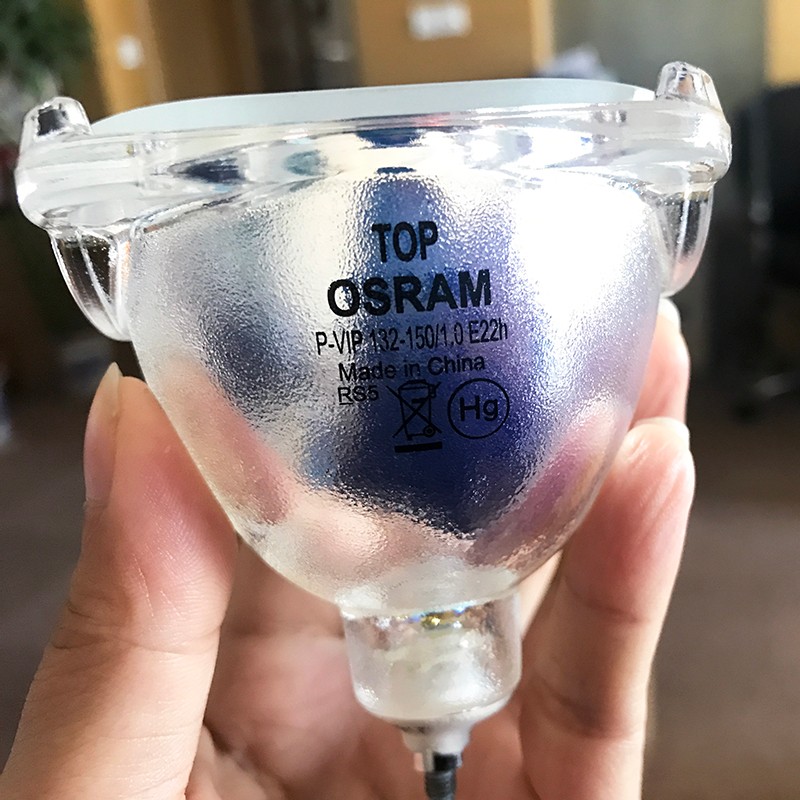 TOP
OSRAM
P-VIP 132-150/1,0 E22h
Made in China
RS5
Hg